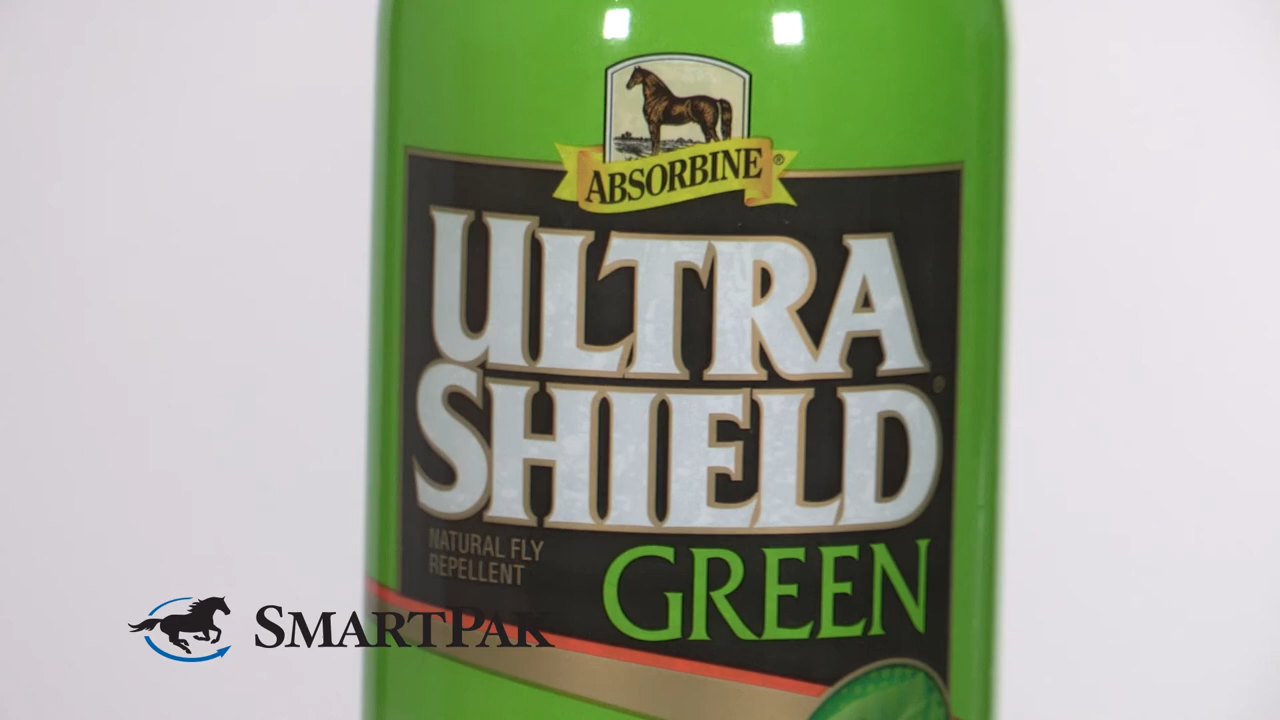 ABSORBINE®
ULTRA
SHIELD®
NATURAL FLY
REPELLENT
GREEN
SMARTPAK